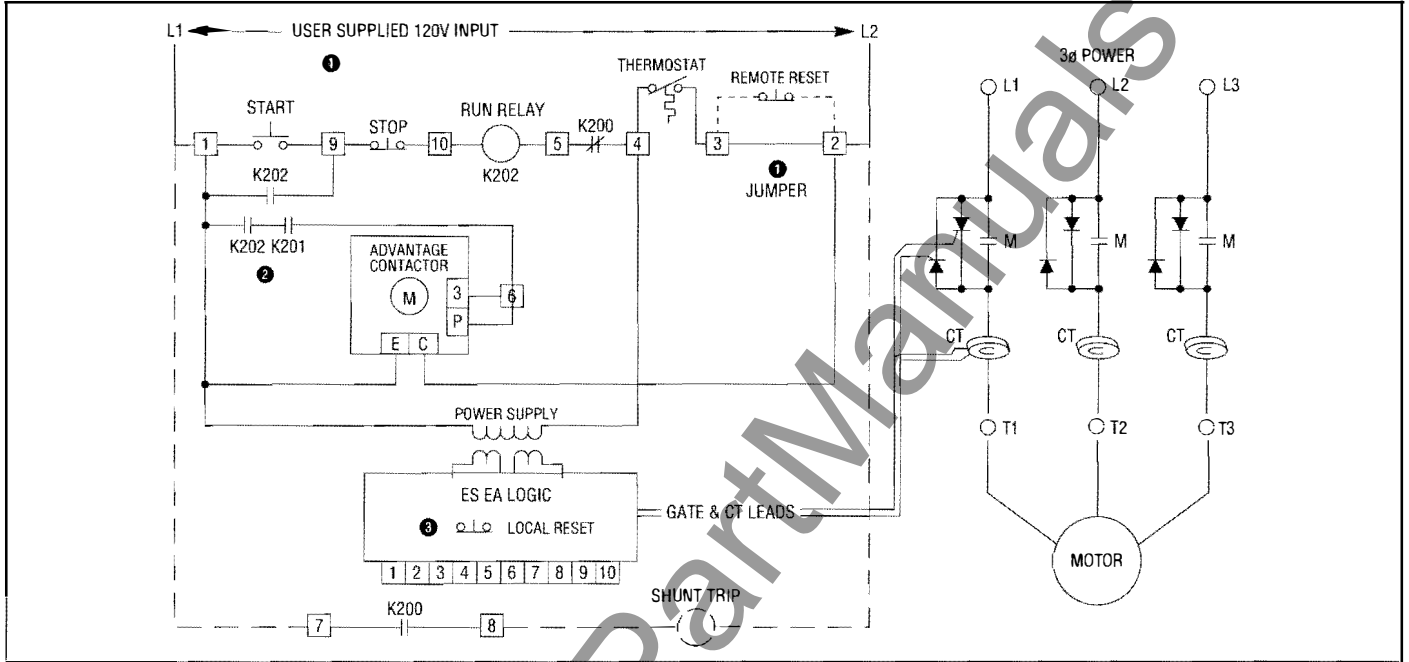 L1 USER SUPPLIED 120V INPUT L2
1
START
STOP
RUN RELAY
K202
K200
THERMOSTAT
REMOTE RESET
1 9 10 5 4 3 2
1
JUMPER
K202
K202 K201
2
ADVANTAGE
CONTACTOR
M
3
P
6
E C
POWER SUPPLY
ES EA LOGIC
3 LOCAL RESET
1 2 3 4 5 6 7 8 9 10
GATE & CT LEADS
7 K200 8
SHUNT TRIP
3ø POWER
L1 L2 L3
M M M
CT CT CT
T1 T2 T3
MOTOR
PartManuals